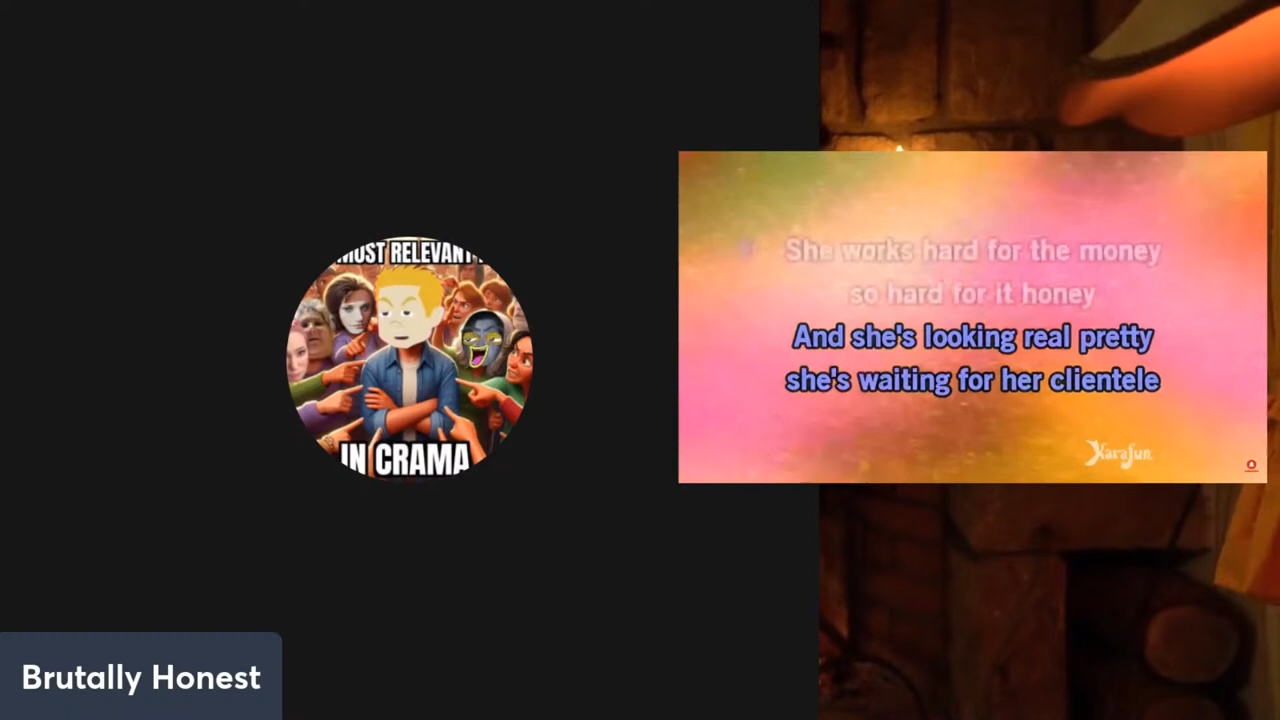 MOST RELEVANT
IN CRAMA
She works hard for the money
so hard for it honey
And she's looking real pretty
she's waiting for her clientele
KaraFun
Brutally Honest